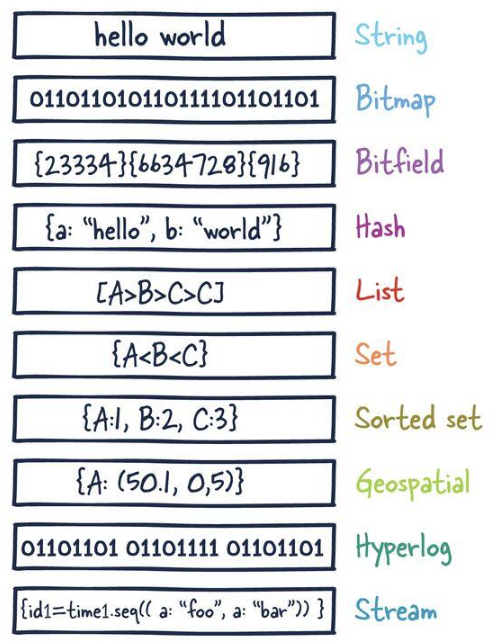 hello world String
011011010110111101101101 Bitmap
{23334}{6634728}{916} Bitfield
{a: “hello”, b: “world”} Hash
[A>B>C>C] List
{A<B<C} Set
{A:1, B:2, C:3} Sorted set
{A: (50.1, 0,5)} Geospatial
01101101 01101111 01101101 Hyperlog
{id1=time1.seq(( a: “foo”, a: “bar”)) } Stream